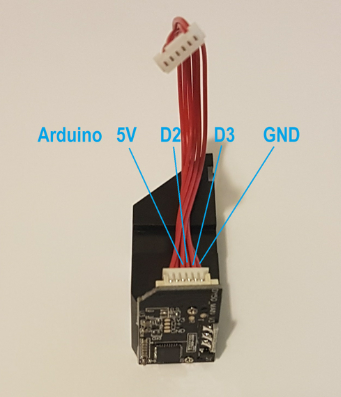 Arduino 5V D2 D3 GND